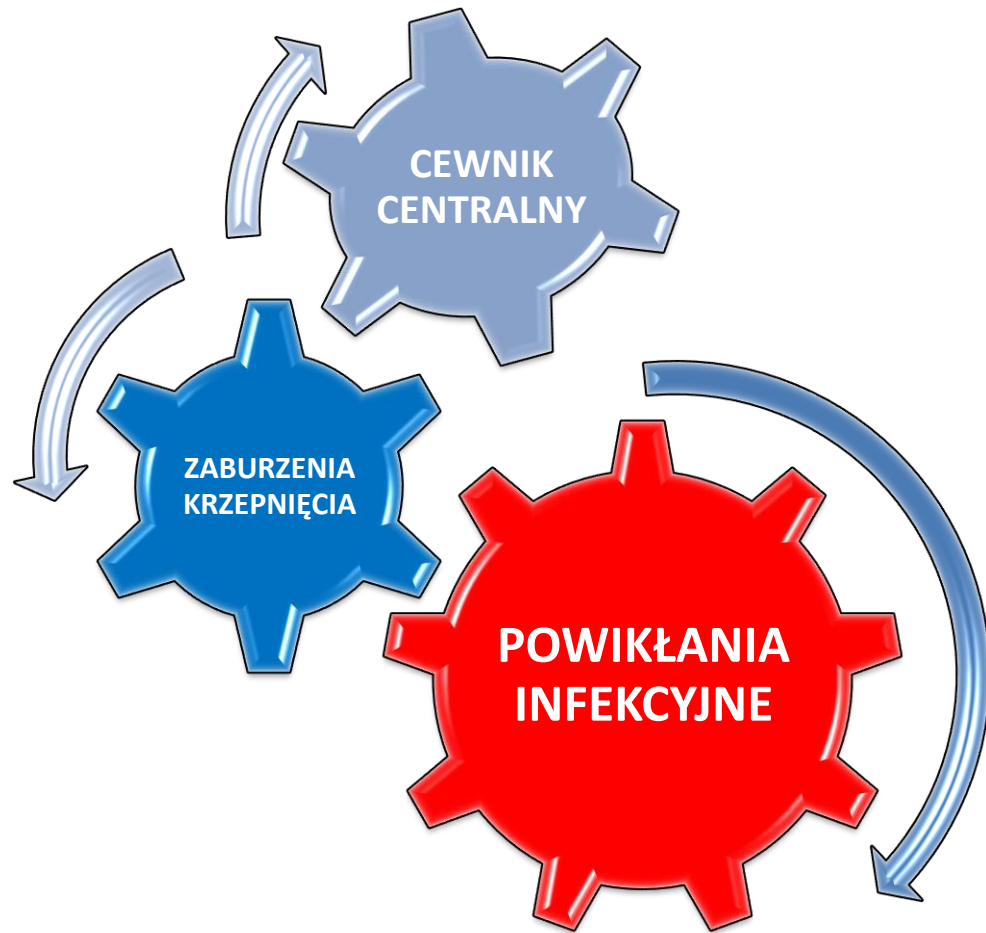 CEWNIK
CENTRALNY
ZABURZENIA
KRZEPNIĘCIA
POWIKŁANIA
INFEKCYJNE